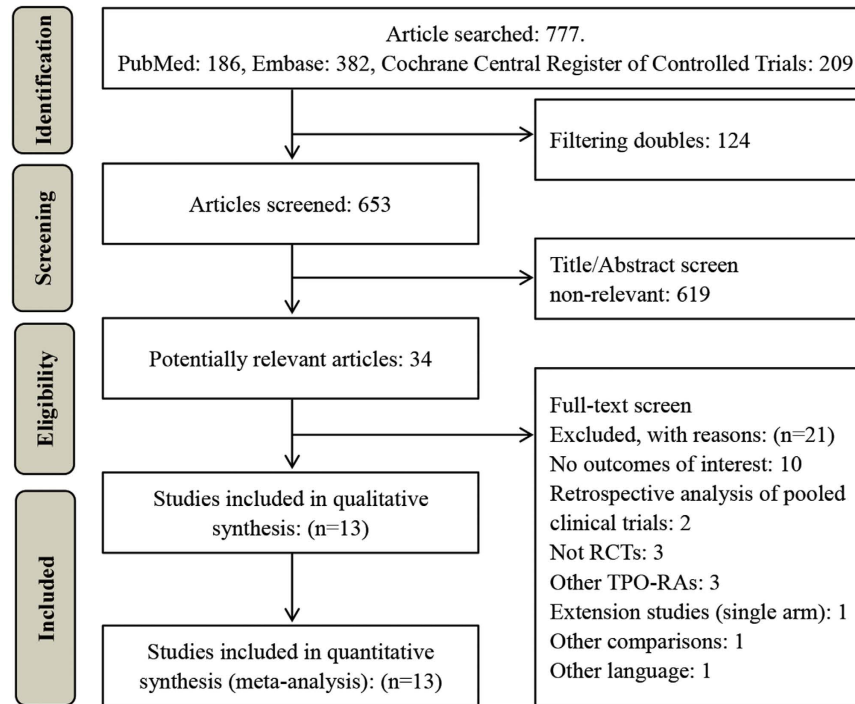 Identification
Article searched: 777.
PubMed: 186, Embase: 382, Cochrane Central Register of Controlled Trials: 209
Filtering doubles: 124
Screening
Articles screened: 653
Title/Abstract screen
non-relevant: 619
Eligibility
Potentially relevant articles: 34
Full-text screen
Excluded, with reasons: (n=21)
No outcomes of interest: 10
Retrospective analysis of pooled
clinical trials: 2
Not RCTs: 3
Other TPO-RAs: 3
Extension studies (single arm): 1
Other comparisons: 1
Other language: 1
Included
Studies included in qualitative
synthesis: (n=13)
Studies included in quantitative
synthesis (meta-analysis): (n=13)